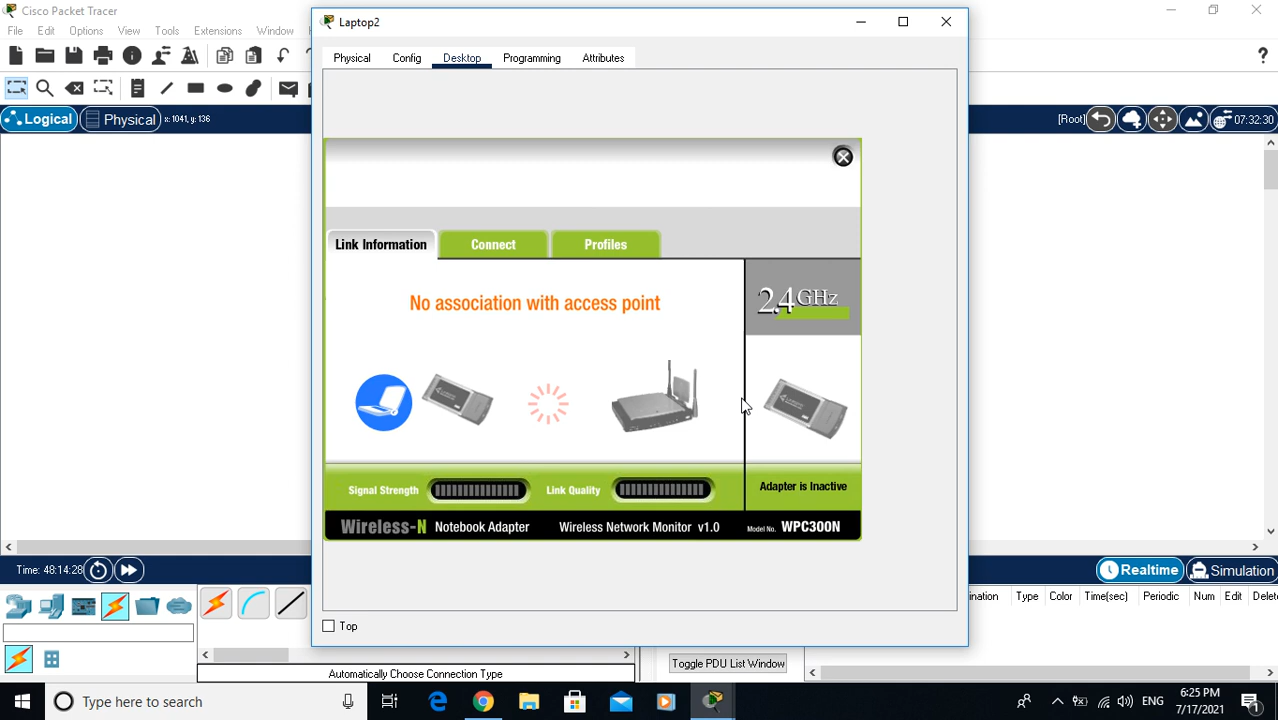 Cisco Packet Tracer
File Edit Options View Tools Extensions Window
Laptop2
Physical Config Desktop Programming Attributes
?
Logical Physical x: 1041, y: 136
[Root] 07:32:30
Link Information Connect Profiles
No association with access point
2.4GHz
Signal Strength Link Quality Adapter is Inactive
Wireless-N Notebook Adapter Wireless Network Monitor v1.0 Model No. WPC300N
Time: 48:14:28
Realtime Simulation
ination Type Color Time(sec) Periodic Num Edit Delete
Top
Automatically Choose Connection Type
Toggle PDU List Window
Type here to search
ENG
6:25 PM
7/17/2021
1